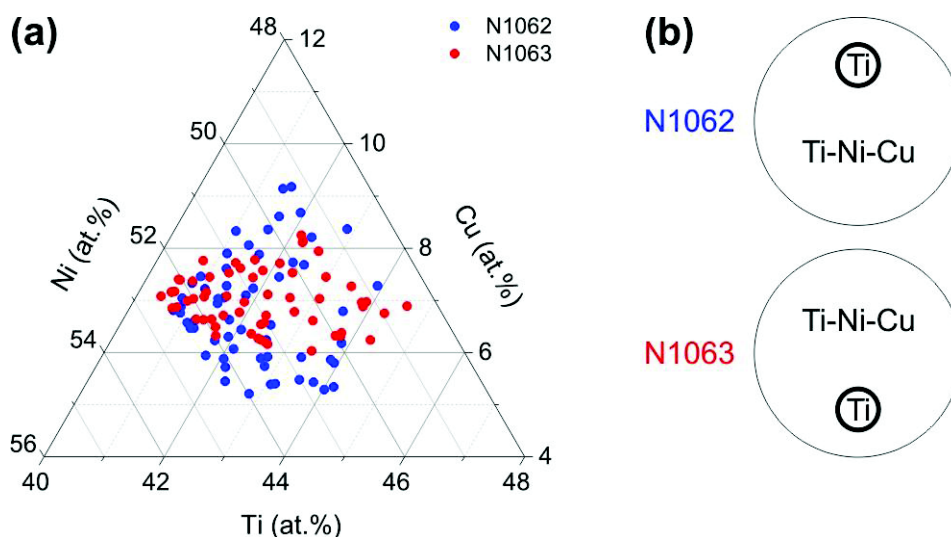 (a)
48
12
N1062
N1063
50
10
Ni (at.%)
Cu (at.%)
52
8
54
6
56
4
40
42
44
46
48
Ti (at.%)
(b)
N1062
Ti
Ti-Ni-Cu
N1063
Ti-Ni-Cu
Ti